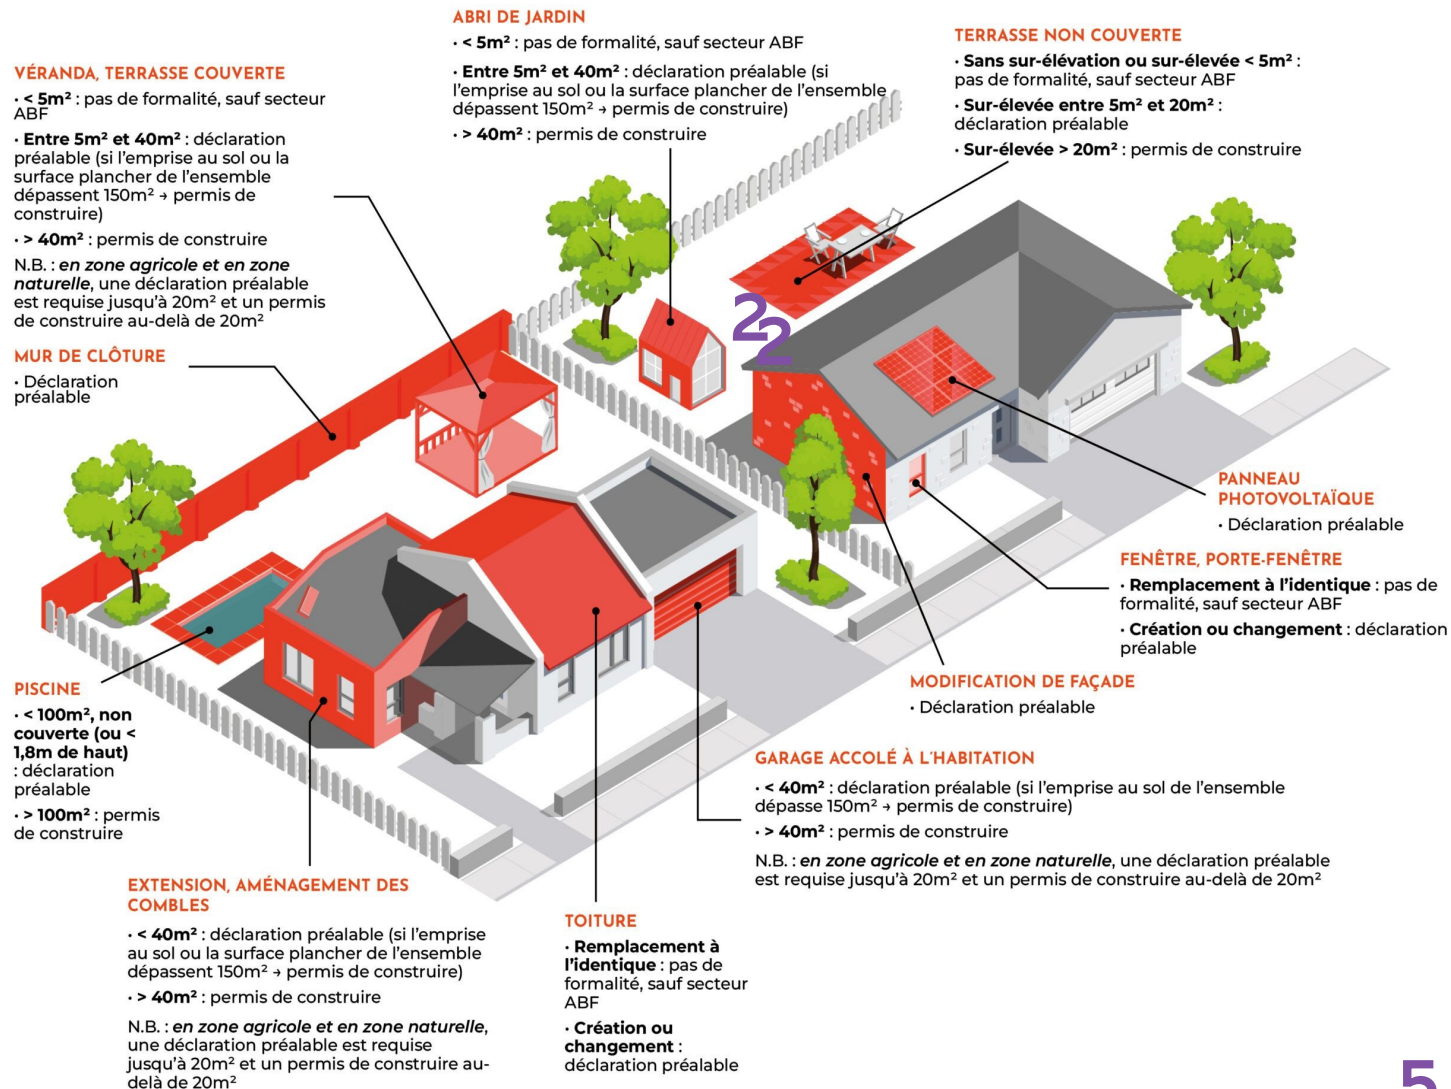 ABRI DE JARDIN
· < 5m² : pas de formalité, sauf secteur ABF
· Entre 5m² et 40m² : déclaration préalable (si
l'emprise au sol ou la surface plancher de l'ensemble
dépassent 150m² → permis de construire)
· > 40m² : permis de construire
TERRASSE NON COUVERTE
· Sans sur-élévation ou sur-élevée < 5m² :
pas de formalité, sauf secteur ABF
· Sur-élevée entre 5m² et 20m² :
déclaration préalable
· Sur-élevée > 20m² : permis de construire
VÉRANDA, TERRASSE COUVERTE
· < 5m² : pas de formalité, sauf secteur
ABF
· Entre 5m² et 40m² : déclaration
préalable (si l'emprise au sol ou la
surface plancher de l'ensemble
dépassent 150m² → permis de
construire)
· > 40m² : permis de construire
N.B. : en zone agricole et en zone
naturelle, une déclaration préalable
est requise jusqu'à 20m² et un permis
de construire au-delà de 20m²
MUR DE CLÔTURE
· Déclaration
préalable
22
PANNEAU
PHOTOVOLTAÏQUE
· Déclaration préalable
FENÊTRE, PORTE-FENÊTRE
· Remplacement à l'identique : pas de
formalité, sauf secteur ABF
· Création ou changement : déclaration
préalable
MODIFICATION DE FAÇADE
· Déclaration préalable
PISCINE
· < 100m², non
couverte (ou <
1,8m de haut)
: déclaration
préalable
· > 100m² : permis
de construire
GARAGE ACCOLÉ À L'HABITATION
· < 40m² : déclaration préalable (si l'emprise au sol de l'ensemble
dépasse 150m² → permis de construire)
· > 40m² : permis de construire
N.B. : en zone agricole et en zone naturelle, une déclaration préalable
est requise jusqu'à 20m² et un permis de construire au-delà de 20m²
EXTENSION, AMÉNAGEMENT DES
COMBLES
· < 40m² : déclaration préalable (si l'emprise
au sol ou la surface plancher de l'ensemble
dépassent 150m² → permis de construire)
· > 40m² : permis de construire
N.B. : en zone agricole et en zone naturelle,
une déclaration préalable est requise
jusqu'à 20m² et un permis de construire au-
delà de 20m²
TOITURE
· Remplacement à
l'identique : pas de
formalité, sauf secteur
ABF
· Création ou
changement :
déclaration préalable
5